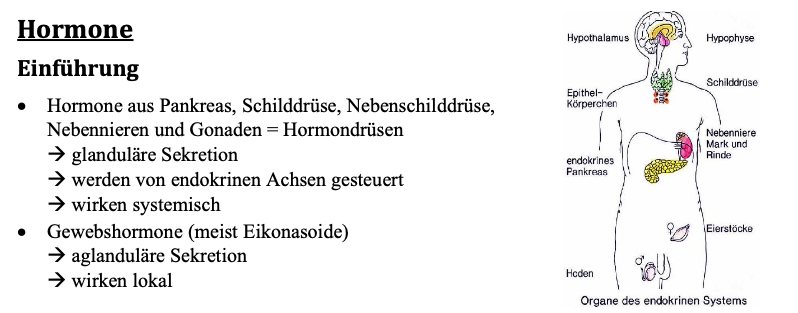 Hormone
Einführung
• Hormone aus Pankreas, Schilddrüse, Nebenschilddrüse,
Nebennieren und Gonaden = Hormondrüsen
→ glanduläre Sekretion
→ werden von endokrinen Achsen gesteuert
→ wirken systemisch
• Gewebshormone (meist Eikonasoide)
→ aglanduläre Sekretion
→ wirken lokal
Hypothalamus
Hypophyse
Schilddrüse
Epithel-
Körperchen
Nebenniere
Mark und
Rinde
endokrines
Pankreas
♀
Eierstöcke
♂
Hoden
Organe des endokrinen Systems